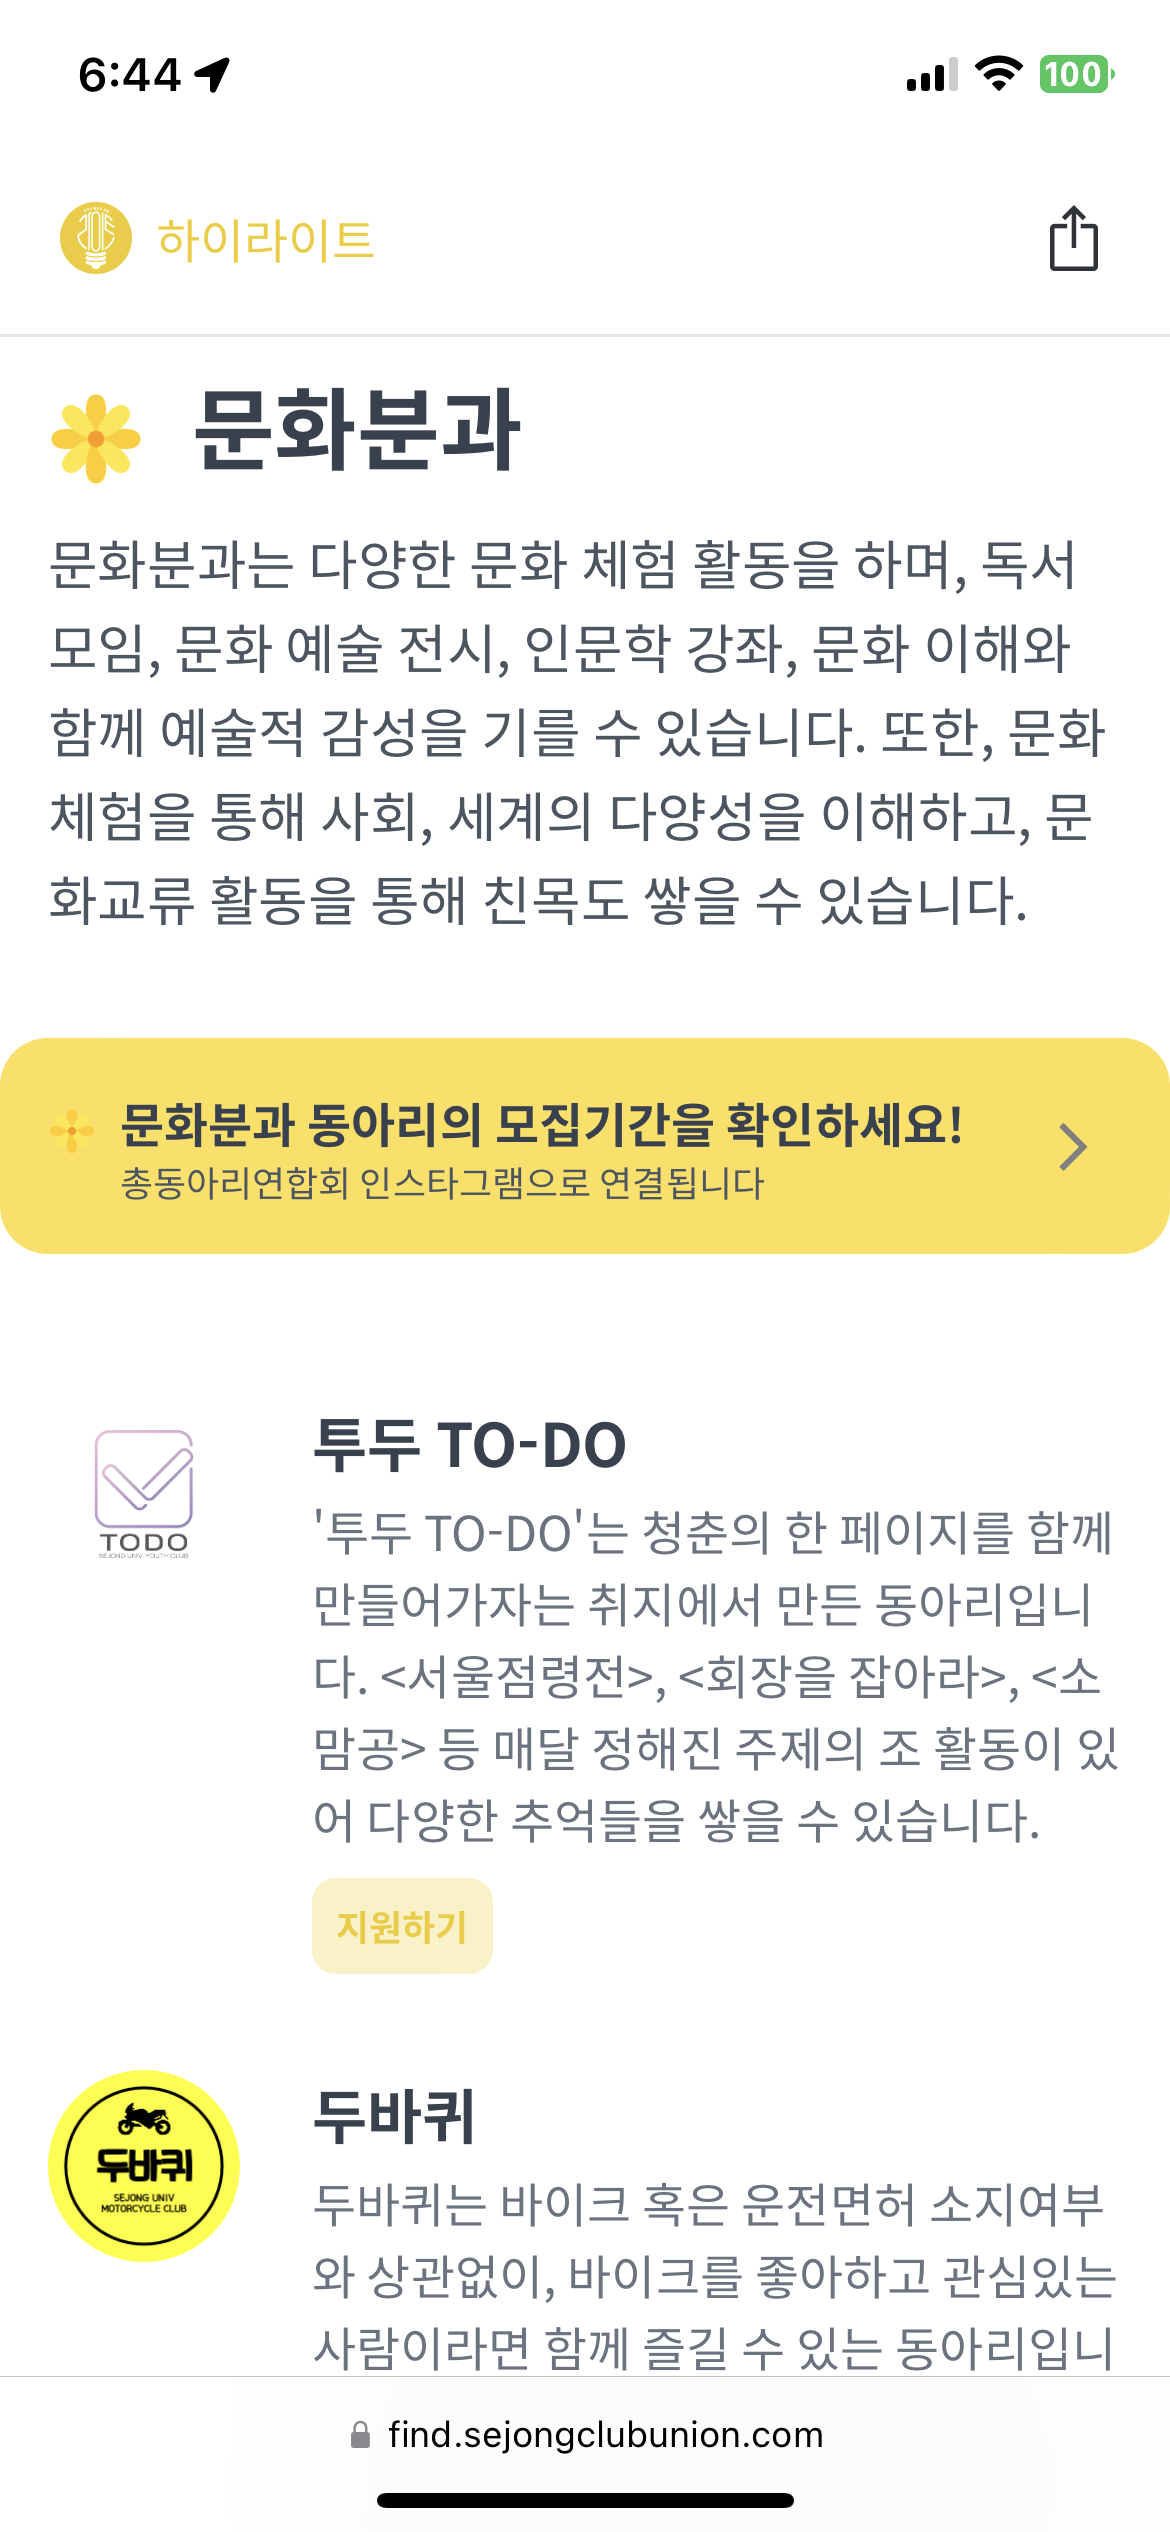 6:44
100
하이라이트
문화분과
문화분과는 다양한 문화 체험 활동을 하며, 독서
모임, 문화 예술 전시, 인문학 강좌, 문화 이해와
함께 예술적 감성을 기를 수 있습니다. 또한, 문화
체험을 통해 사회, 세계의 다양성을 이해하고, 문
화교류 활동을 통해 친목도 쌓을 수 있습니다.
문화분과 동아리의 모집기간을 확인하세요!
총동아리연합회 인스타그램으로 연결됩니다
TODO
SEJONG UNIV. YOUTH CLUB
투두 TO-DO
'투두 TO-DO'는 청춘의 한 페이지를 함께
만들어가자는 취지에서 만든 동아리입니
다. <서울점령전>, <회장을 잡아라>, <소
맘공> 등 매달 정해진 주제의 조 활동이 있
어 다양한 추억들을 쌓을 수 있습니다.
지원하기
두바퀴
SEJONG UNIV
MOTORCYCLE CLUB
두바퀴
두바퀴는 바이크 혹은 운전면허 소지여부
와 상관없이, 바이크를 좋아하고 관심있는
사람이라면 함께 즐길 수 있는 동아리입니
find.sejongclubunion.com